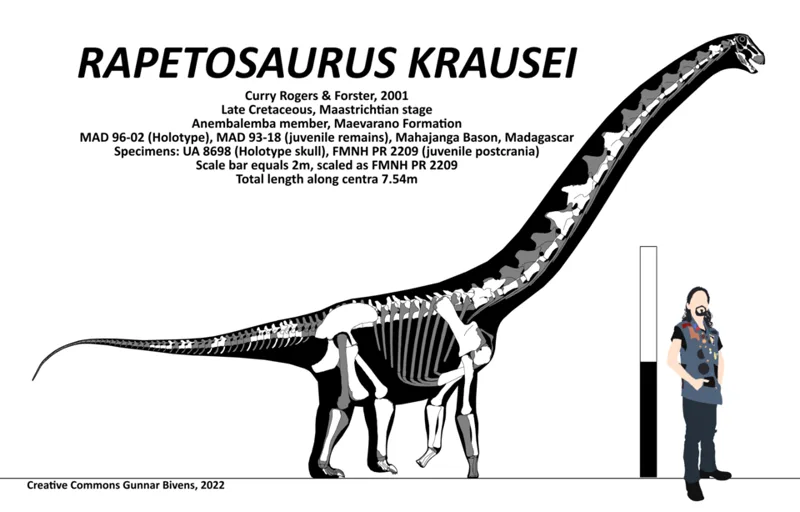 RAPETOSAURUS KRAUSEI
Curry Rogers & Forster, 2001
Late Cretaceous, Maastrichtian stage
Anembalemba member, Maevarano Formation
MAD 96-02 (Holotype), MAD 93-18 (juvenile remains), Mahajanga Bason, Madagascar
Specimens: UA 8698 (Holotype skull), FMNH PR 2209 (juvenile postcrania)
Scale bar equals 2m, scaled as FMNH PR 2209
Total length along centra 7.54m
Creative Commons Gunnar Bivens, 2022